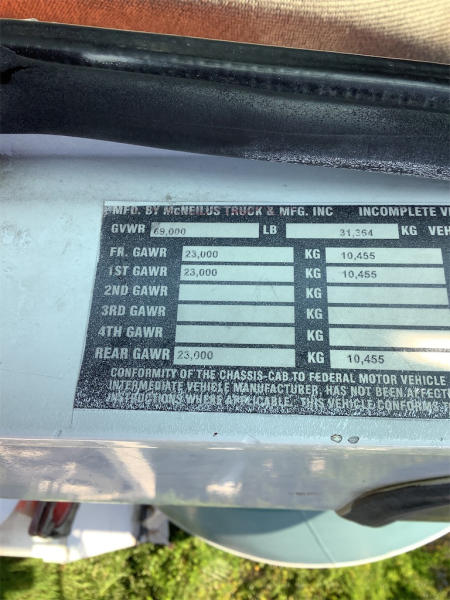 MFD. BY McNEILUS TRUCK & MFG. INC INCOMPLETE
GVWR 69,000 LB 31,364 KG
FR. GAWR 23,000 KG 10,455
1ST GAWR 23,000 KG 10,455
2ND GAWR KG
3RD GAWR KG
4TH GAWR KG
REAR GAWR 23,000 KG 10,455
CONFORMITY OF THE CHASSIS-CAB TO FEDERAL MOTOR VEHICLE
INTERMEDIATE VEHICLE MANUFACTURER, HAS NOT BEEN AFFECT
INSTRUCTIONS WHERE APPLICABLE. THIS VEHICLE CONFORMS